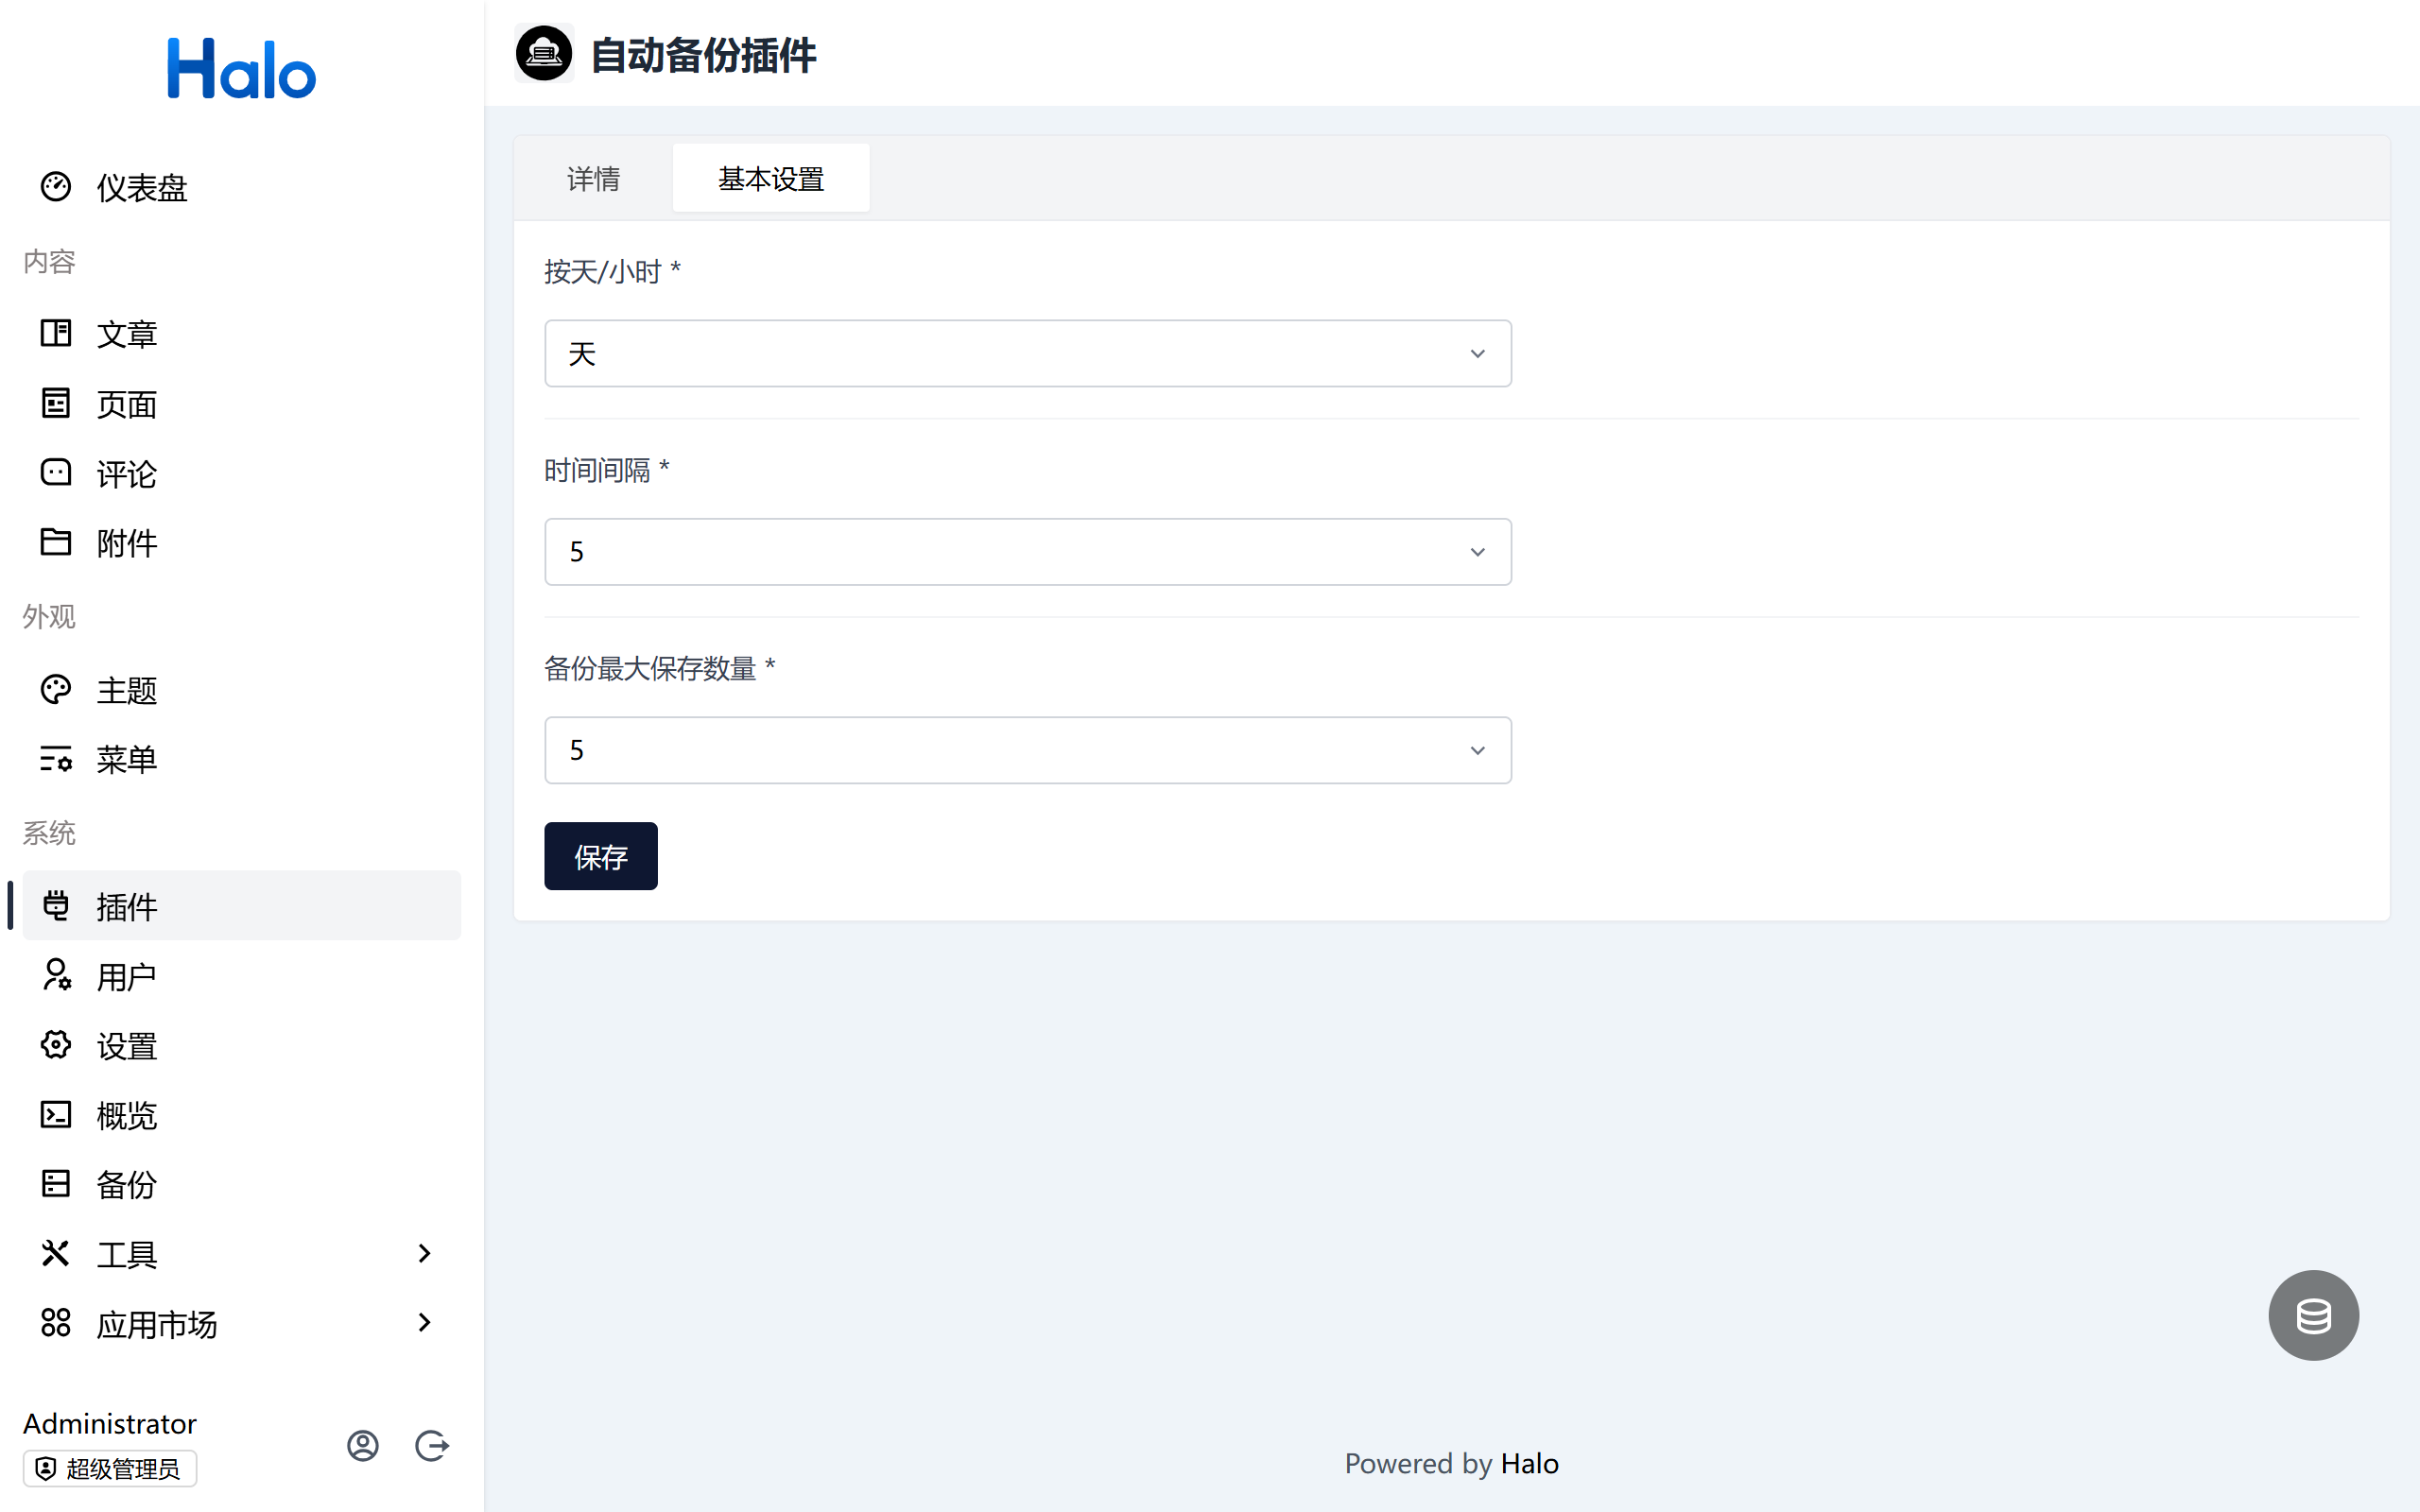 Halo
仪表盘
内容
文章
页面
评论
附件
外观
主题
菜单
系统
插件
用户
设置
概览
备份
工具
应用市场
Administrator
超级管理员
自动备份插件
详情
基本设置
按天/小时 *
天
时间间隔 *
5
备份最大保存数量 *
5
保存
Powered by Halo